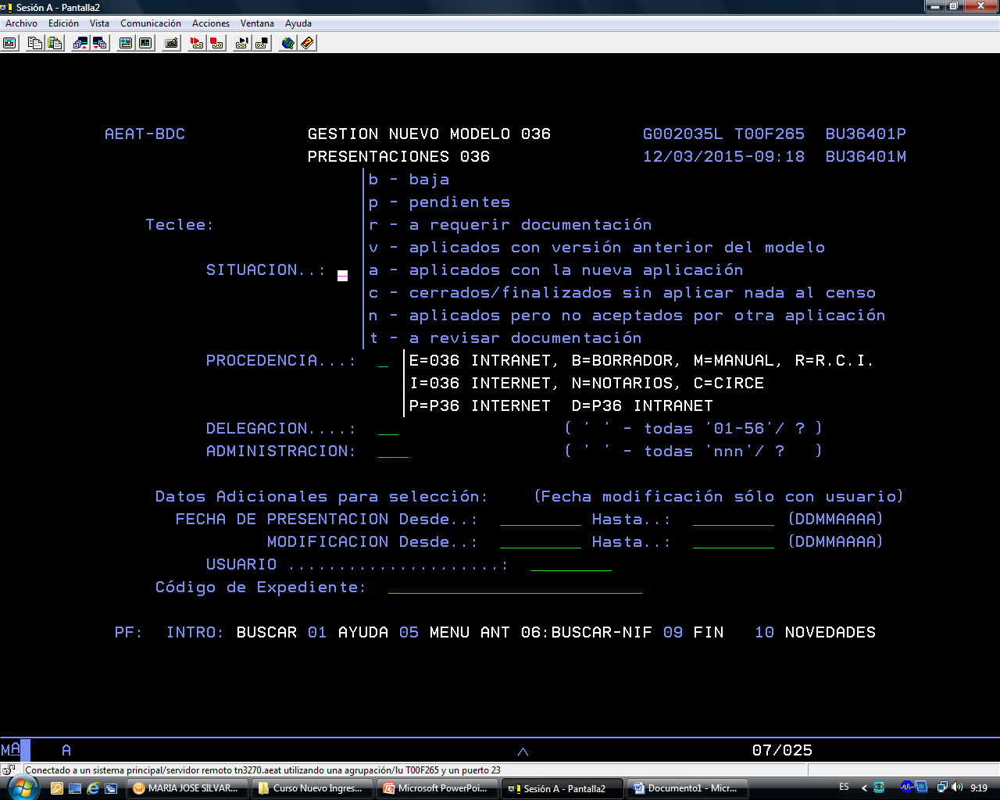 Sesión A - Pantalla2
Archivo Edición Vista Comunicación Acciones Ventana Ayuda
AEAT-BDC GESTION NUEVO MODELO 036 G002035L T00F265 BU36401P
PRESENTACIONES 036 12/03/2015-09:18 BU36401M
b - baja
p - pendientes
Teclee: r - a requerir documentación
v - aplicados con versión anterior del modelo
SITUACION..: a - aplicados con la nueva aplicación
c - cerrados/finalizados sin aplicar nada al censo
n - aplicados pero no aceptados por otra aplicación
t - a revisar documentación
PROCEDENCIA...: _ E=036 INTRANET, B=BORRADOR, M=MANUAL, R=R.C.I.
I=036 INTERNET, N=NOTARIOS, C=CIRCE
P=P36 INTERNET D=P36 INTRANET
DELEGACION....: __ ( ' ' - todas '01-56'/ ? )
ADMINISTRACION: ___ ( ' ' - todas 'nnn'/ ? )
Datos Adicionales para selección: (Fecha modificación sólo con usuario)
FECHA DE PRESENTACION Desde..: ________ Hasta..: ________ (DDMMAAAA)
MODIFICACION Desde..: ________ Hasta..: ________ (DDMMAAAA)
USUARIO .....................: ________
Código de Expediente: _________________________
PF: INTRO: BUSCAR 01 AYUDA 05 MENU ANT 06:BUSCAR-NIF 09 FIN 10 NOVEDADES
MA A 07/025
Conectado a un sistema principal/servidor remoto tn3270.aeat utilizando una agrupación/lu T00F265 y un puerto 23
MARIA JOSE SILVAR... Curso Nuevo Ingres... Microsoft PowerPoi... Sesión A - Pantalla2 Documento1 - Micr... ES 9:19